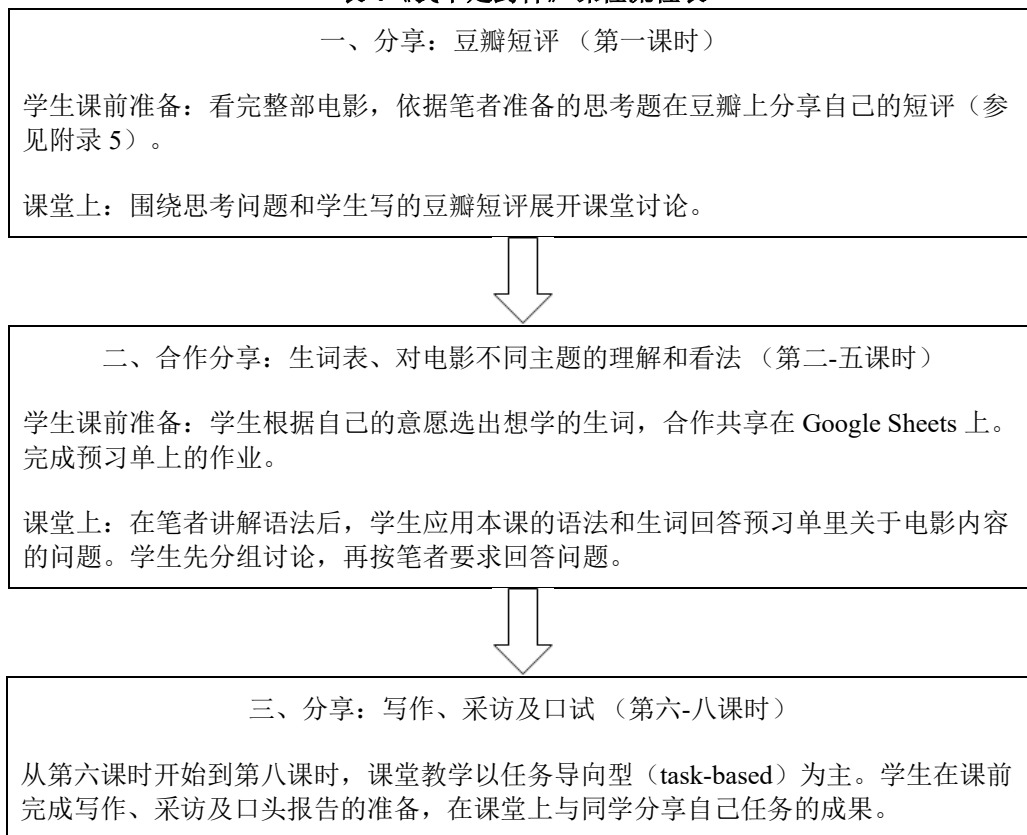 一、分享：豆瓣短评 （第一课时）
学生课前准备：看完整部电影，依据笔者准备的思考题在豆瓣上分享自己的短评（参
见附录 5）。
课堂上：围绕思考问题和学生写的豆瓣短评展开课堂讨论。
二、合作分享：生词表、对电影不同主题的理解和看法 （第二-五课时）
学生课前准备：学生根据自己的意愿选出想学的生词，合作共享在 Google Sheets 上。
完成预习单上的作业。
课堂上：在笔者讲解语法后，学生应用本课的语法和生词回答预习单里关于电影内容
的问题。学生先分组讨论，再按笔者要求回答问题。
三、分享：写作、采访及口试 （第六-八课时）
从第六课时开始到第八课时，课堂教学以任务导向型（task-based）为主。学生在课前
完成写作、采访及口头报告的准备，在课堂上与同学分享自己任务的成果。